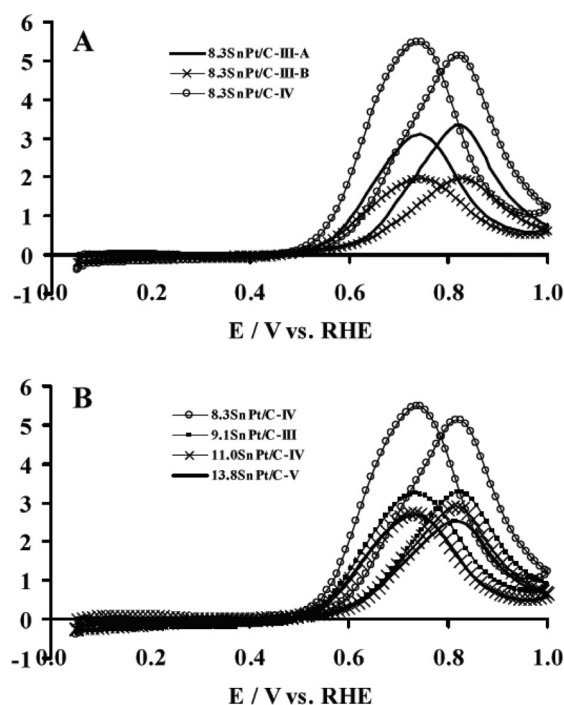 6
A
5
8.3SnPt/C-III-A
8.3SnPt/C-III-B
4
8.3SnPt/C-IV
3
2
1
0
-1
0.0 0.2 0.4 0.6 0.8 1.0
E / V vs. RHE
6
B
5
8.3SnPt/C-IV
9.1SnPt/C-III
4
11.0SnPt/C-IV
13.8SnPt/C-V
3
2
1
0
-1
0.0 0.2 0.4 0.6 0.8 1.0
E / V vs. RHE